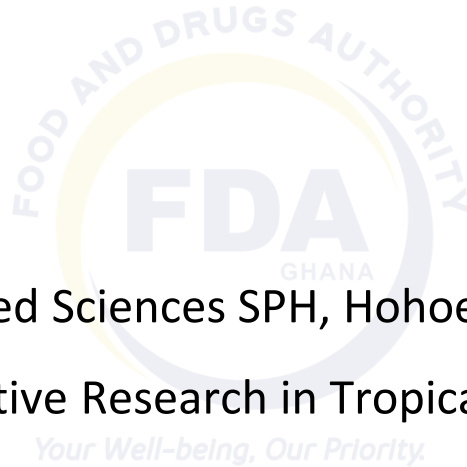 FOOD AND DRUGS AUTHORITY
FDA
GHANA
ed Sciences SPH, Hohoe
tive Research in Tropica
Your Well-being, Our Priority.